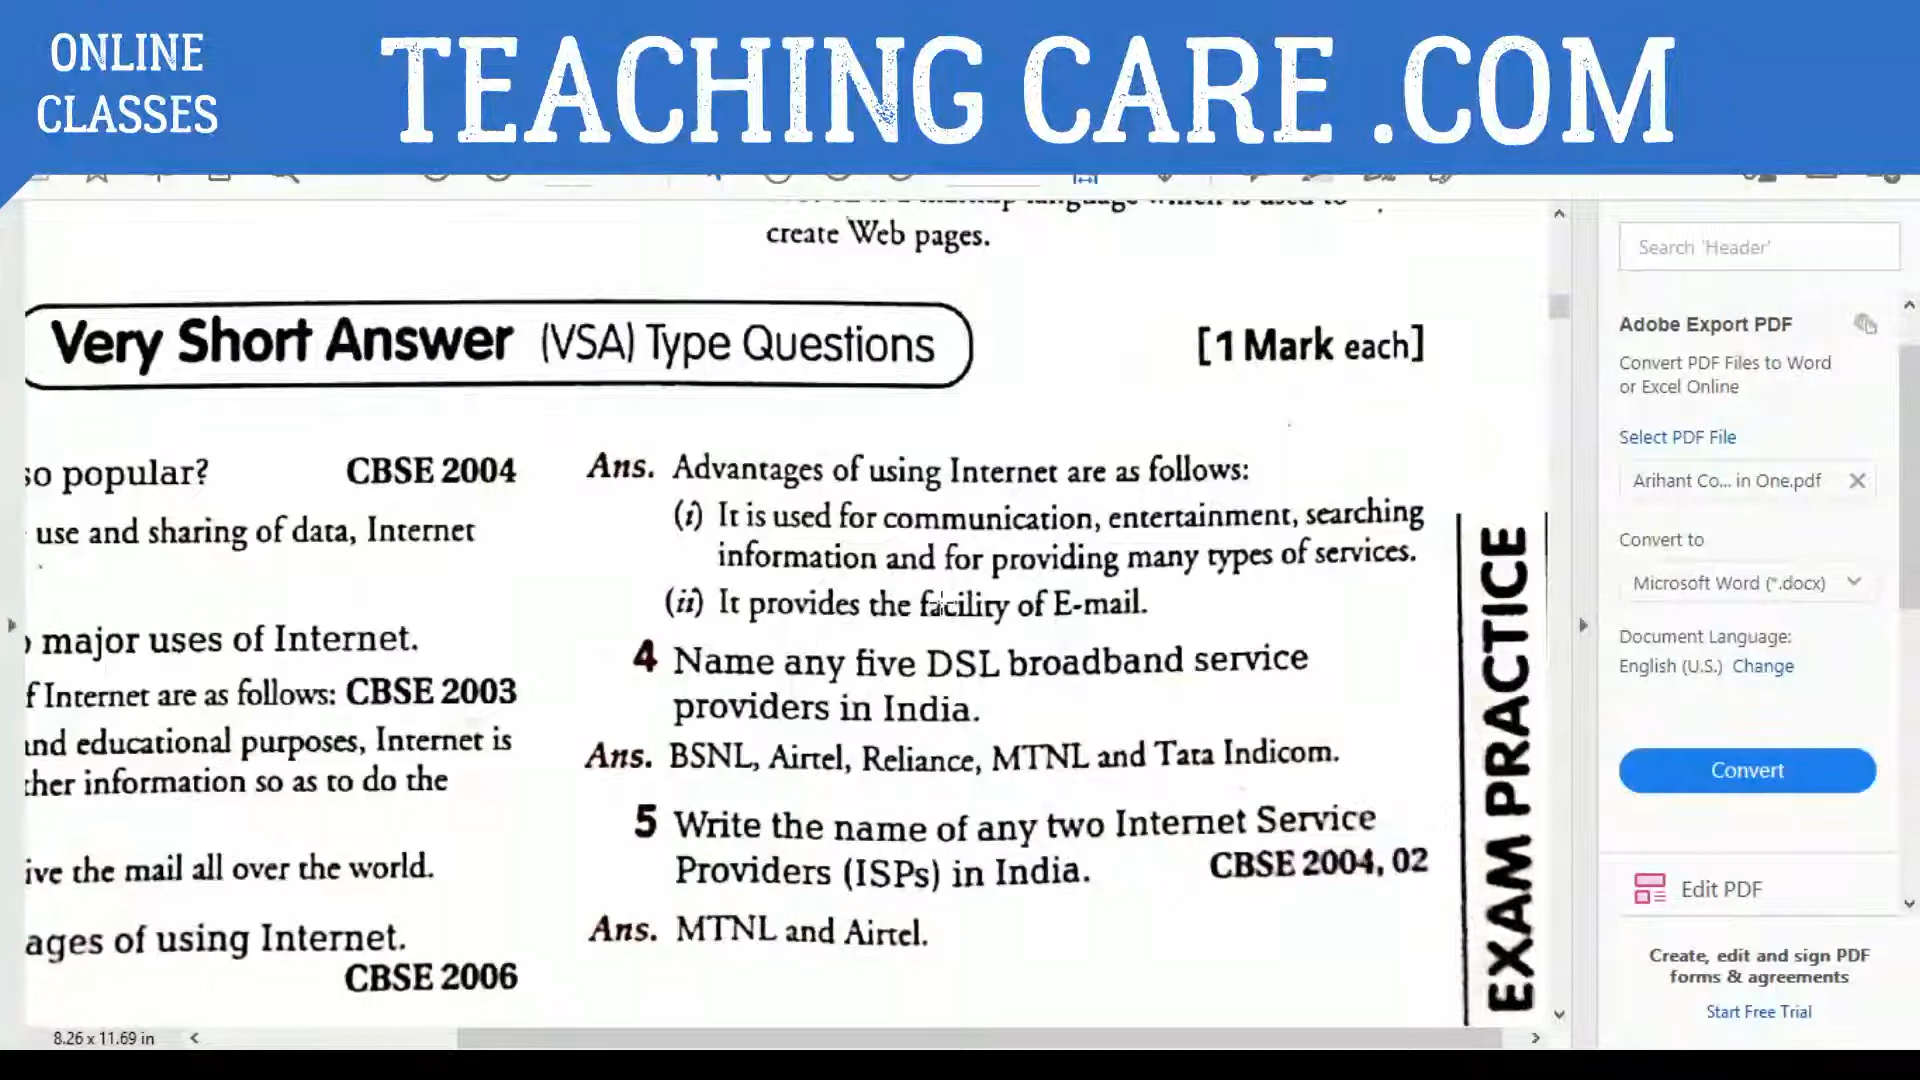 ONLINE
CLASSES
TEACHING CARE .COM
language which is used to
create Web pages.
Very Short Answer (VSA) Type Questions
[1 Mark each]
so popular? CBSE 2004
use and sharing of data, Internet
major uses of Internet.
f Internet are as follows: CBSE 2003
and educational purposes, Internet is
ther information so as to do the
ive the mail all over the world.
ages of using Internet.
CBSE 2006
Ans. Advantages of using Internet are as follows:
(i) It is used for communication, entertainment, searching
information and for providing many types of services.
(ii) It provides the facility of E-mail.
4 Name any five DSL broadband service
providers in India.
Ans. BSNL, Airtel, Reliance, MTNL and Tata Indicom.
5 Write the name of any two Internet Service
Providers (ISPs) in India. CBSE 2004, 02
Ans. MTNL and Airtel.
EXAM PRACTICE
Search 'Header'
Adobe Export PDF
Convert PDF Files to Word
or Excel Online
Select PDF File
Arihant Co... in One.pdf
Convert to
Microsoft Word (*.docx)
Document Language:
English (U.S.) Change
Convert
Edit PDF
Create, edit and sign PDF
forms & agreements
Start Free Trial
8.26 x 11.69 in